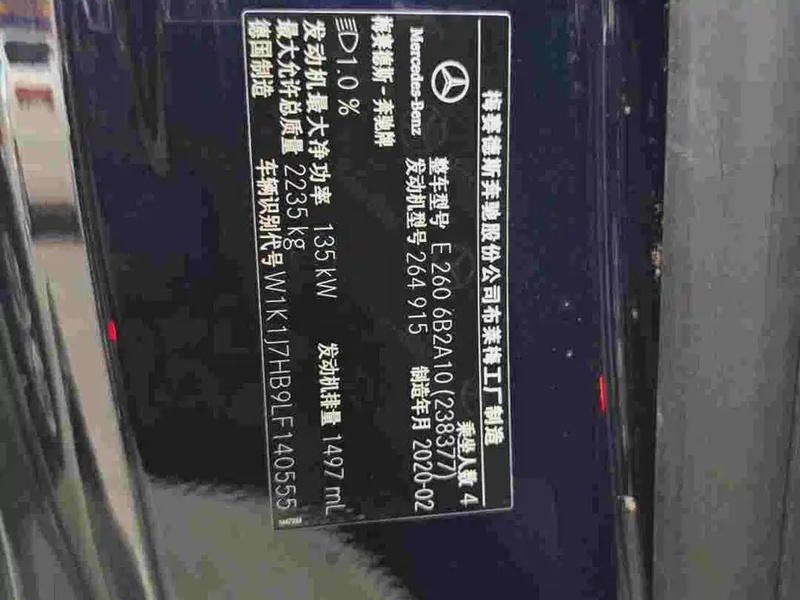 梅赛德斯奔驰股份公司布莱梅工厂制造
乘坐人数 4
Mercedes-Benz
整车型号 E 260 6B2A10 (238377)
梅赛德斯-奔驰牌
发动机型号 264 915
制造年月 2020-02
1.0 %
发动机最大净功率 135 kW
发动机排量 1497 mL
最大允许总质量 2235 kg
德国制造
车辆识别代号 W1K1J7HB9LF140555